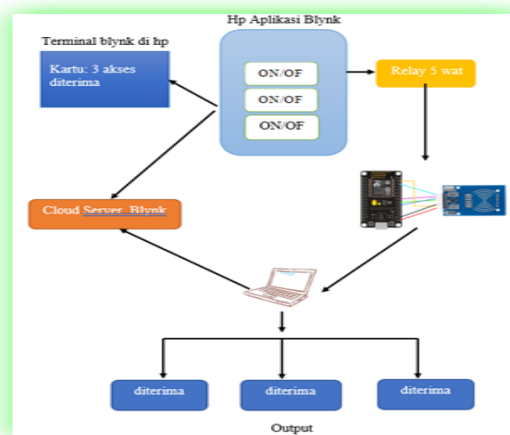 Hp Aplikasi Blynk
Terminal blynk di hp
Kartu: 3 akses
diterima
ON/OF
ON/OF
ON/OF
Relay 5 wat
Cloud Server Blynk
diterima
diterima
diterima
Output